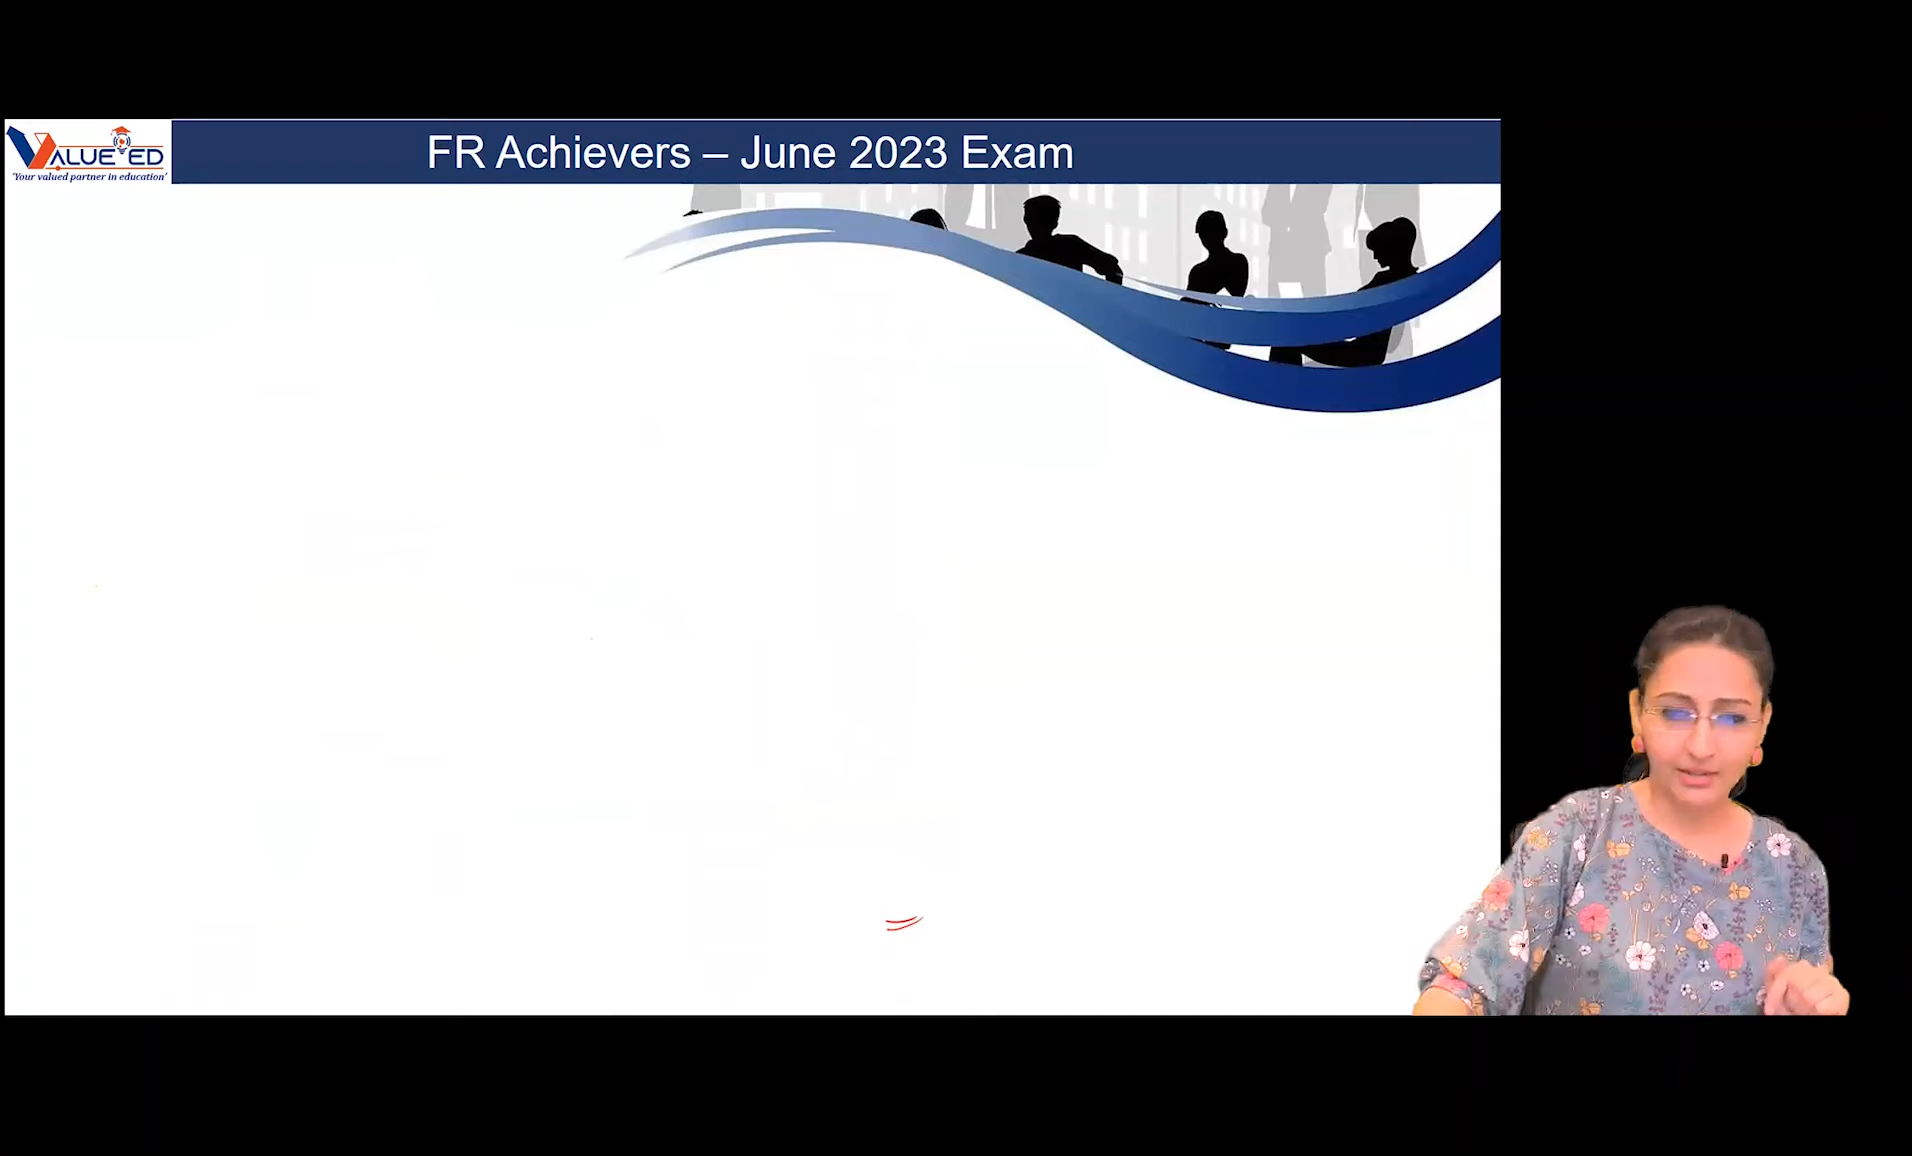 VALUE ED
'Your valued partner in education'
FR Achievers – June 2023 Exam